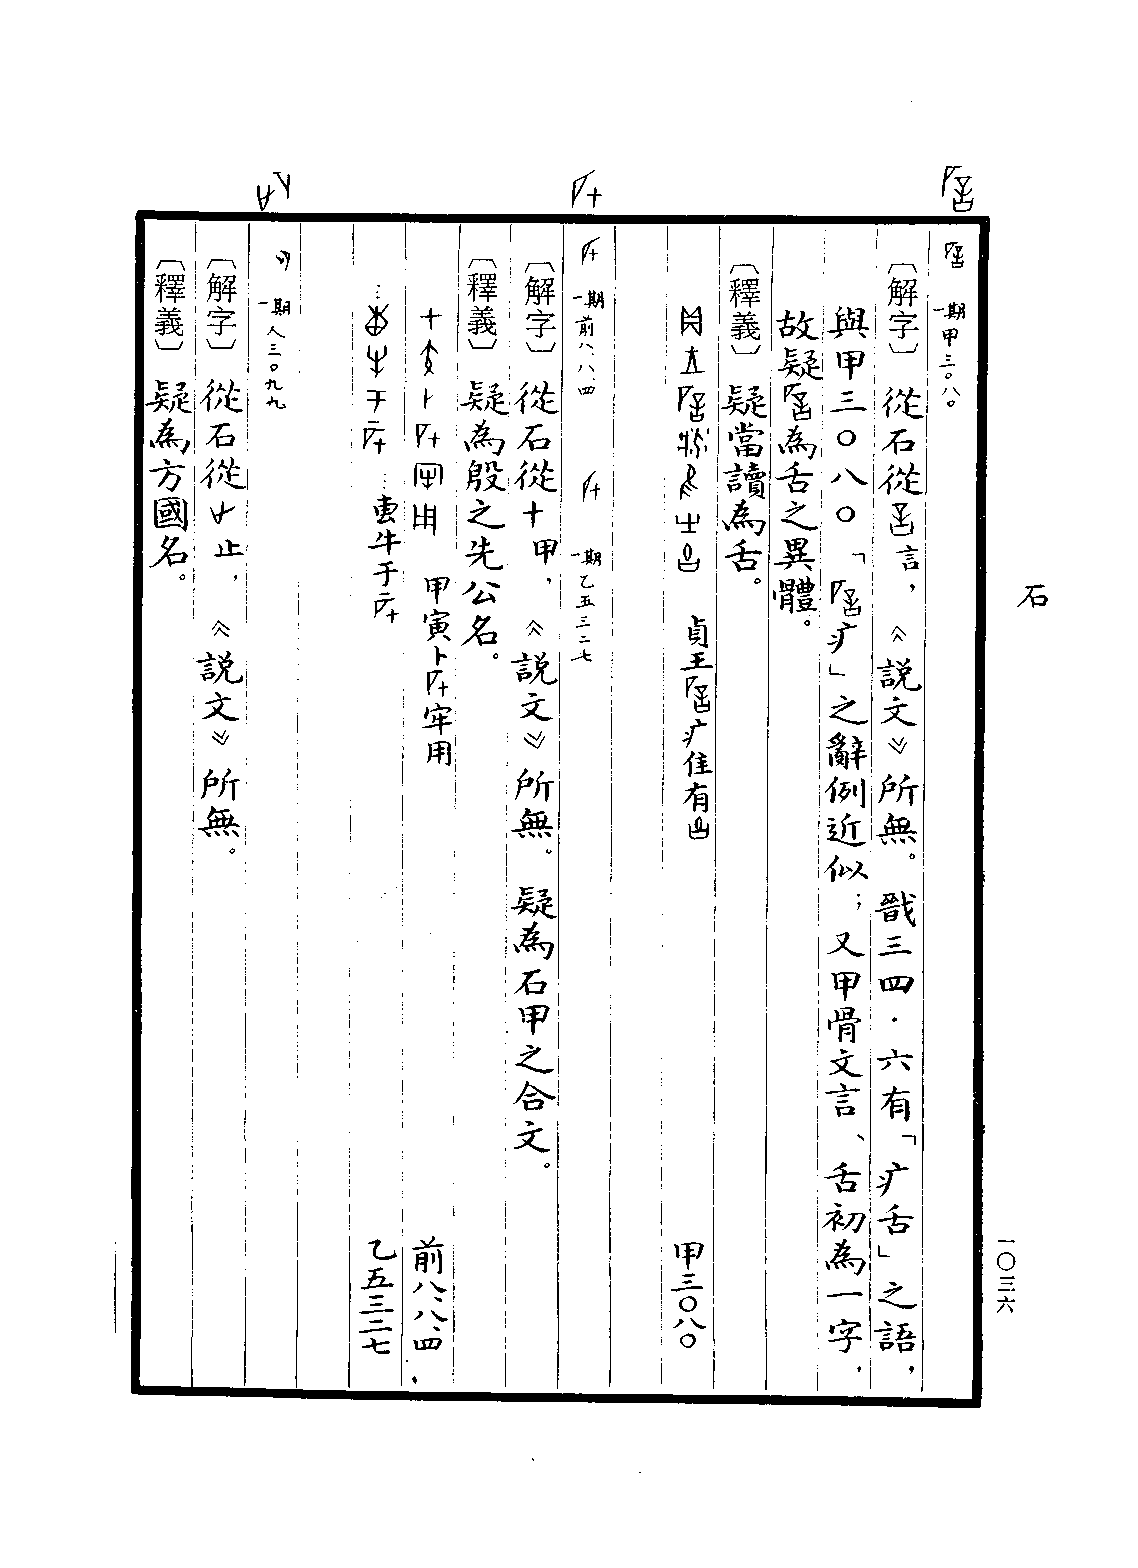 石
一〇三六
一期 甲三〇八〇
〔解字〕從石從言，《說文》所無。戩三四·六有「疒舌」之語，
與甲三〇八〇「疒」之辭例近似；又甲骨文言、舌初為一字，
故疑為舌之異體。
〔釋義〕疑當讀為舌。
貞王疒隹有 甲三〇八〇
一期 前八、八、四 一期 乙五三二七
〔解字〕從石從十甲，《說文》所無。疑為石甲之合文。
〔釋義〕疑為殷之先公名。
甲寅卜牢用 前八、八、四
…叀牛于 乙五三二七
一期 人三〇九九
〔解字〕從石從止，《說文》所無。
〔釋義〕疑為方國名。